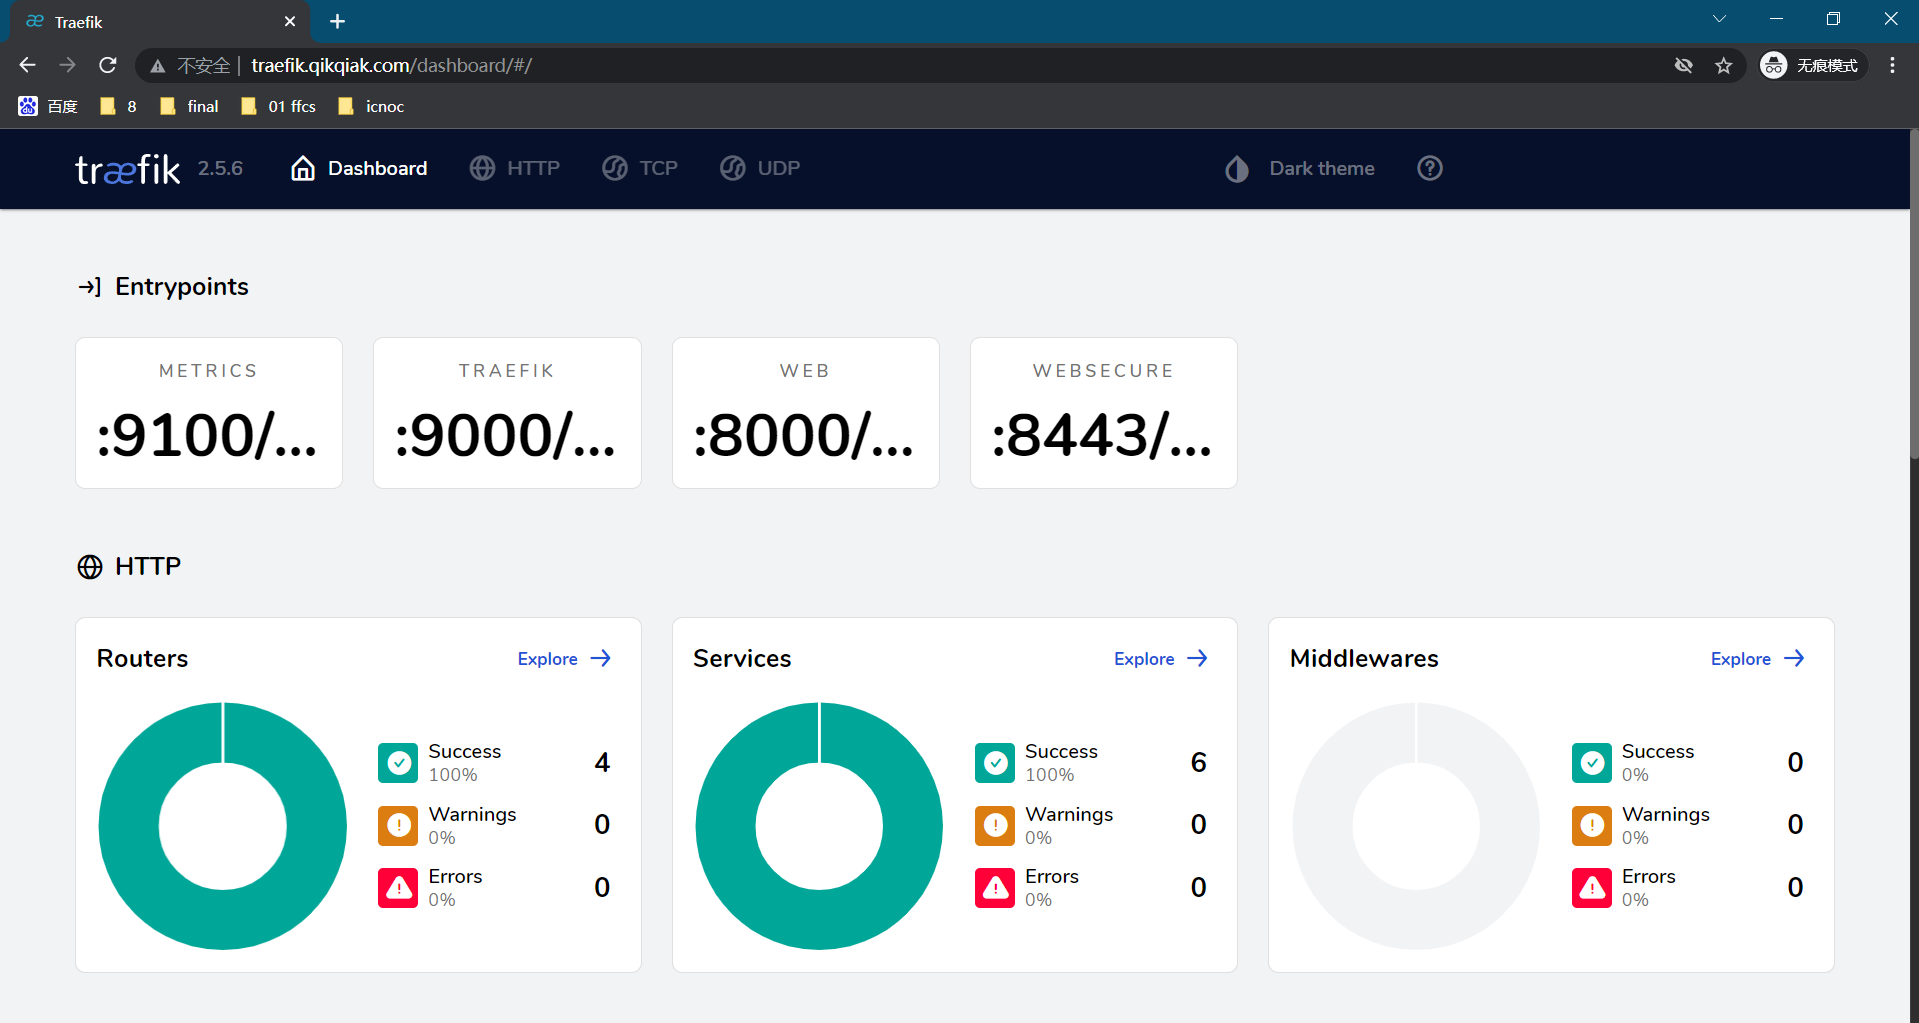 Traefik
不安全 | traefik.qikqiak.com/dashboard/#/
无痕模式
百度 8 final 01 ffcs icnoc
træfik 2.5.6 Dashboard HTTP TCP UDP Dark theme
Entrypoints
METRICS
:9100/...
TRAEFIK
:9000/...
WEB
:8000/...
WEBSECURE
:8443/...
HTTP
Routers Explore
Success 4
100%
Warnings 0
0%
Errors 0
0%
Services Explore
Success 6
100%
Warnings 0
0%
Errors 0
0%
Middlewares Explore
Success 0
0%
Warnings 0
0%
Errors 0
0%